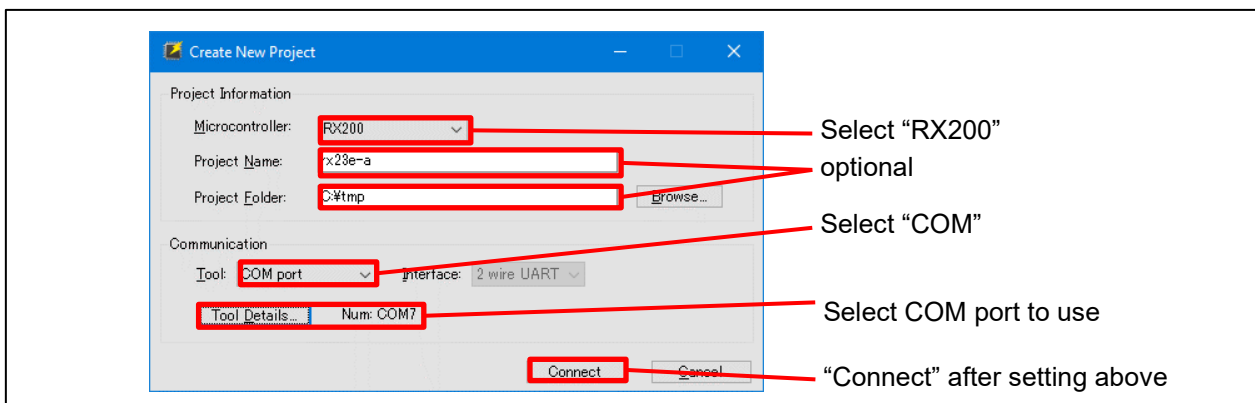 Create New Project
Project Information
Microcontroller: RX200
Select “RX200”
Project Name: rx23e-a
optional
Project Folder: C:¥tmp Browse...
Select “COM”
Communication
Tool: COM port Interface: 2 wire UART
Tool Details... Num: COM7
Select COM port to use
Connect Cancel
“Connect” after setting above